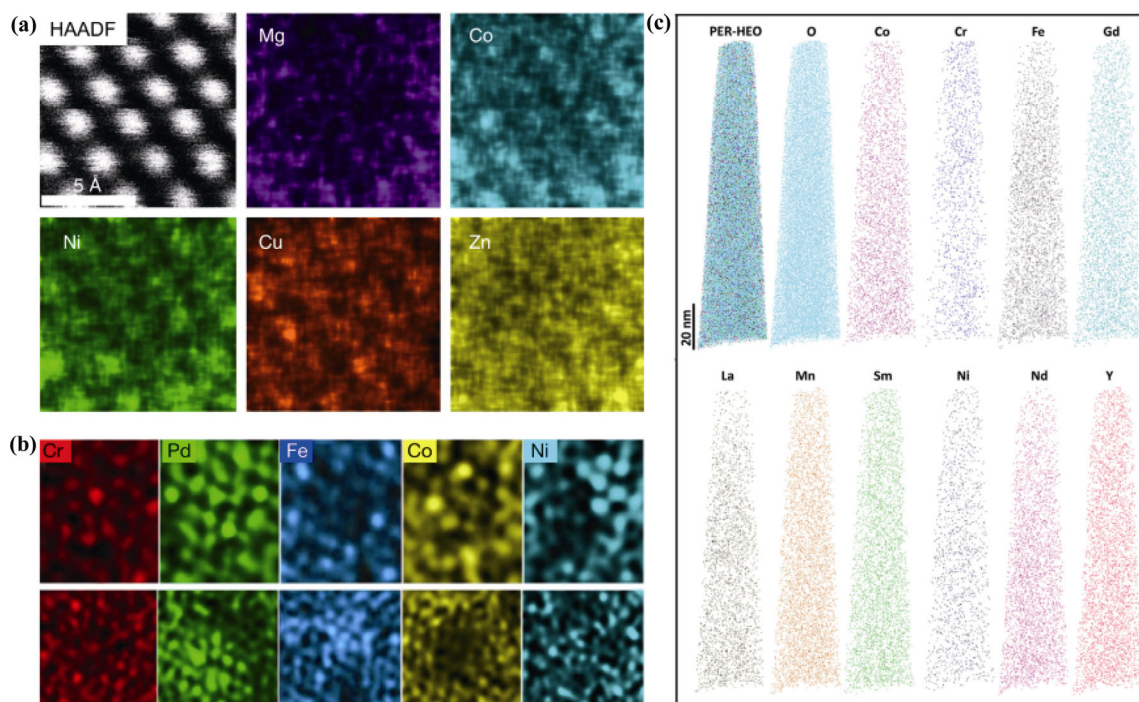 (a)
HAADF
Mg
Co
5 Å
Ni
Cu
Zn
(b)
Cr
Pd
Fe
Co
Ni
(c)
PER-HEO
O
Co
Cr
Fe
Gd
20 nm
La
Mn
Sm
Ni
Nd
Y